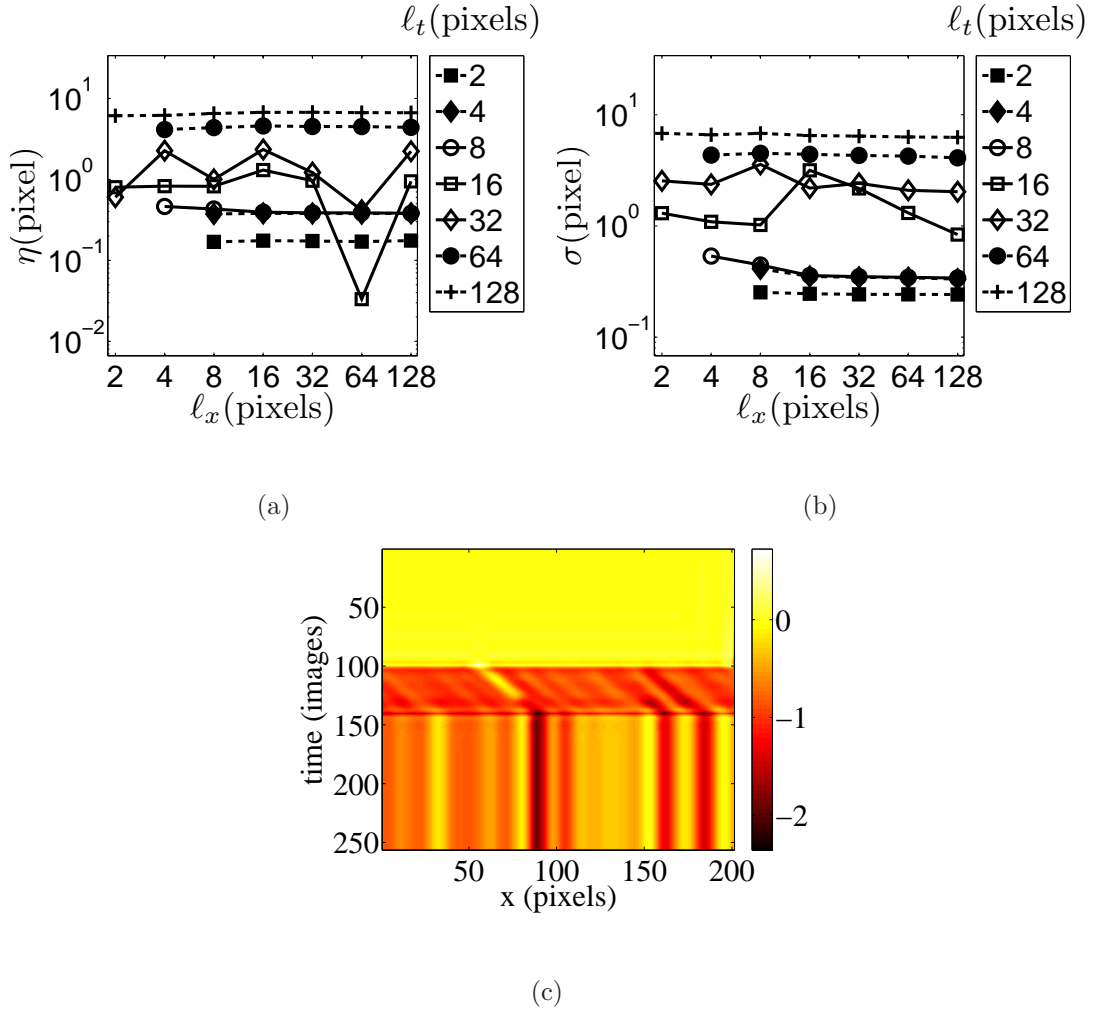 ℓt(pixels)
2
4
8
16
32
64
128
10^1
10^0
10^−1
10^−2
η(pixel)
2 4 8 16 32 64 128
ℓx(pixels)
(a)
ℓt(pixels)
2
4
8
16
32
64
128
10^1
10^0
10^−1
σ(pixel)
2 4 8 16 32 64 128
ℓx(pixels)
(b)
50
100
150
200
250
time (images)
50 100 150 200
x (pixels)
0
−1
−2
(c)